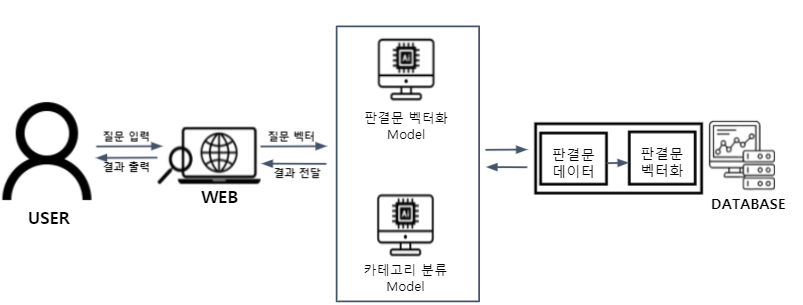 USER
질문 입력
결과 출력
WEB
질문 벡터
결과 전달
AI
판결문 벡터화
Model
AI
카테고리 분류
Model
판결문
데이터
판결문
벡터화
DATABASE